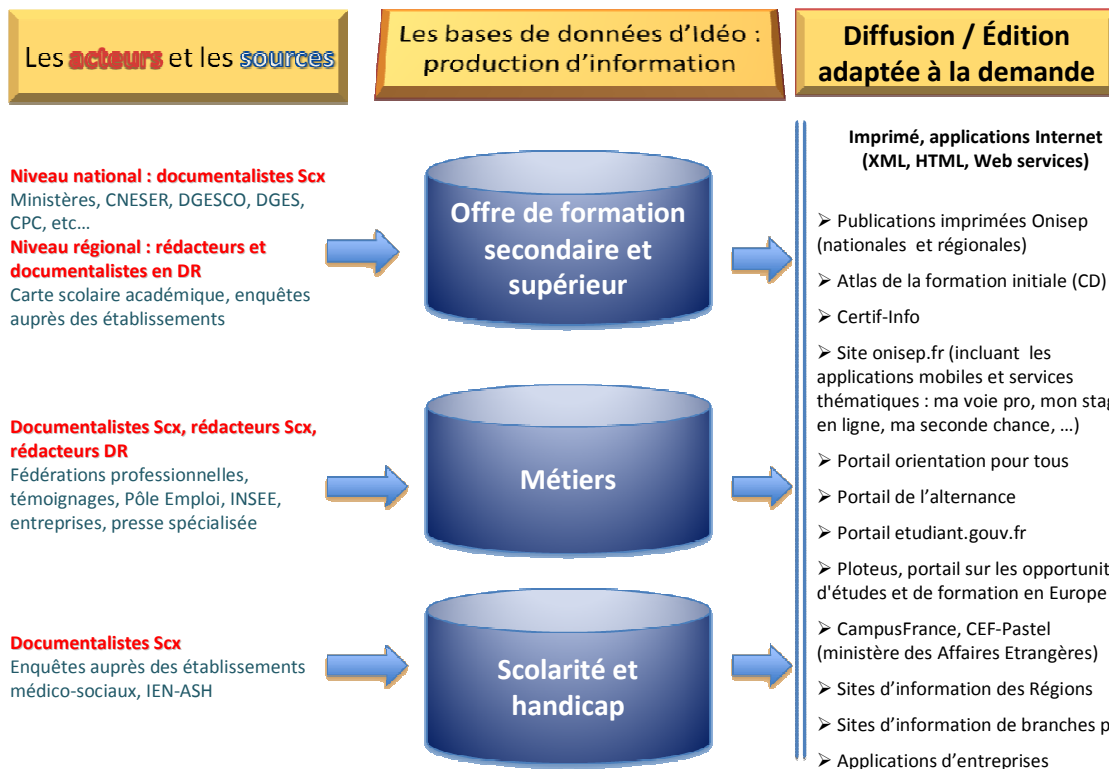 Les acteurs et les sources
Les bases de données d'Idéo :
production d'information
Diffusion / Édition
adaptée à la demande
Niveau national : documentalistes Scx
Ministères, CNESER, DGESCO, DGES,
CPC, etc…
Niveau régional : rédacteurs et
documentalistes en DR
Carte scolaire académique, enquêtes
auprès des établissements
Documentalistes Scx, rédacteurs Scx,
rédacteurs DR
Fédérations professionnelles,
témoignages, Pôle Emploi, INSEE,
entreprises, presse spécialisée
Documentalistes Scx
Enquêtes auprès des établissements
médico-sociaux, IEN-ASH
Offre de formation
secondaire et
supérieur
Métiers
Scolarité et
handicap
Imprimé, applications Internet
(XML, HTML, Web services)
➢ Publications imprimées Onisep
(nationales et régionales)
➢ Atlas de la formation initiale (CD)
➢ Certif-Info
➢ Site onisep.fr (incluant les
applications mobiles et services
thématiques : ma voie pro, mon stag
en ligne, ma seconde chance, …)
➢ Portail orientation pour tous
➢ Portail de l'alternance
➢ Portail etudiant.gouv.fr
➢ Ploteus, portail sur les opportunit
d'études et de formation en Europe
➢ CampusFrance, CEF-Pastel
(ministère des Affaires Etrangères)
➢ Sites d'information des Régions
➢ Sites d'information de branches p
➢ Applications d'entreprises